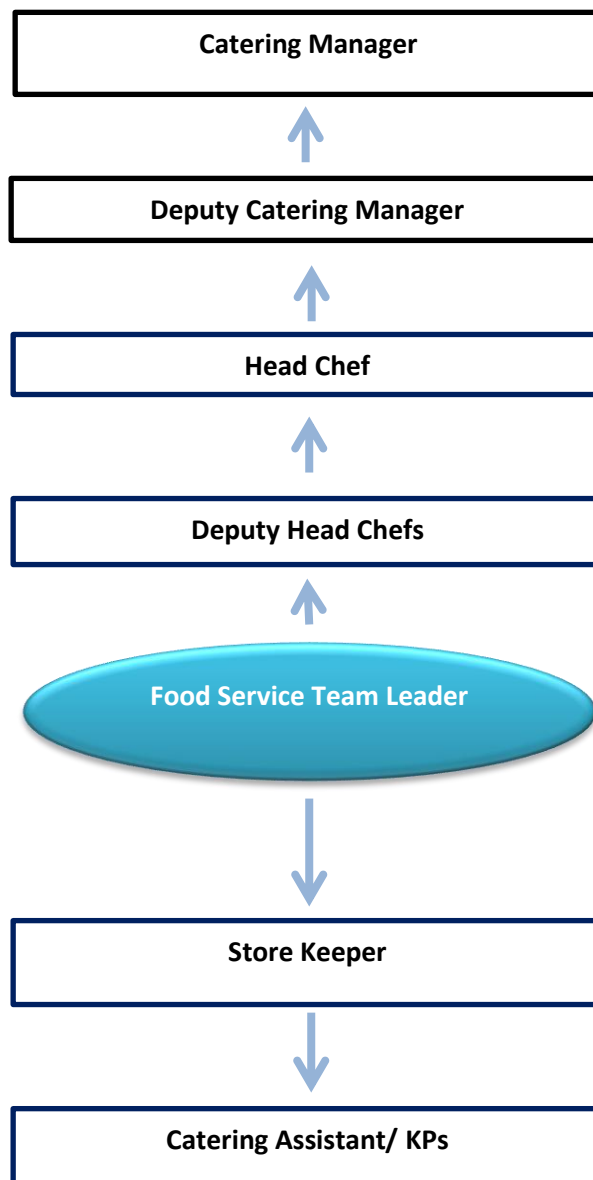 Catering Manager
Deputy Catering Manager
Head Chef
Deputy Head Chefs
Food Service Team Leader
Store Keeper
Catering Assistant/ KPs